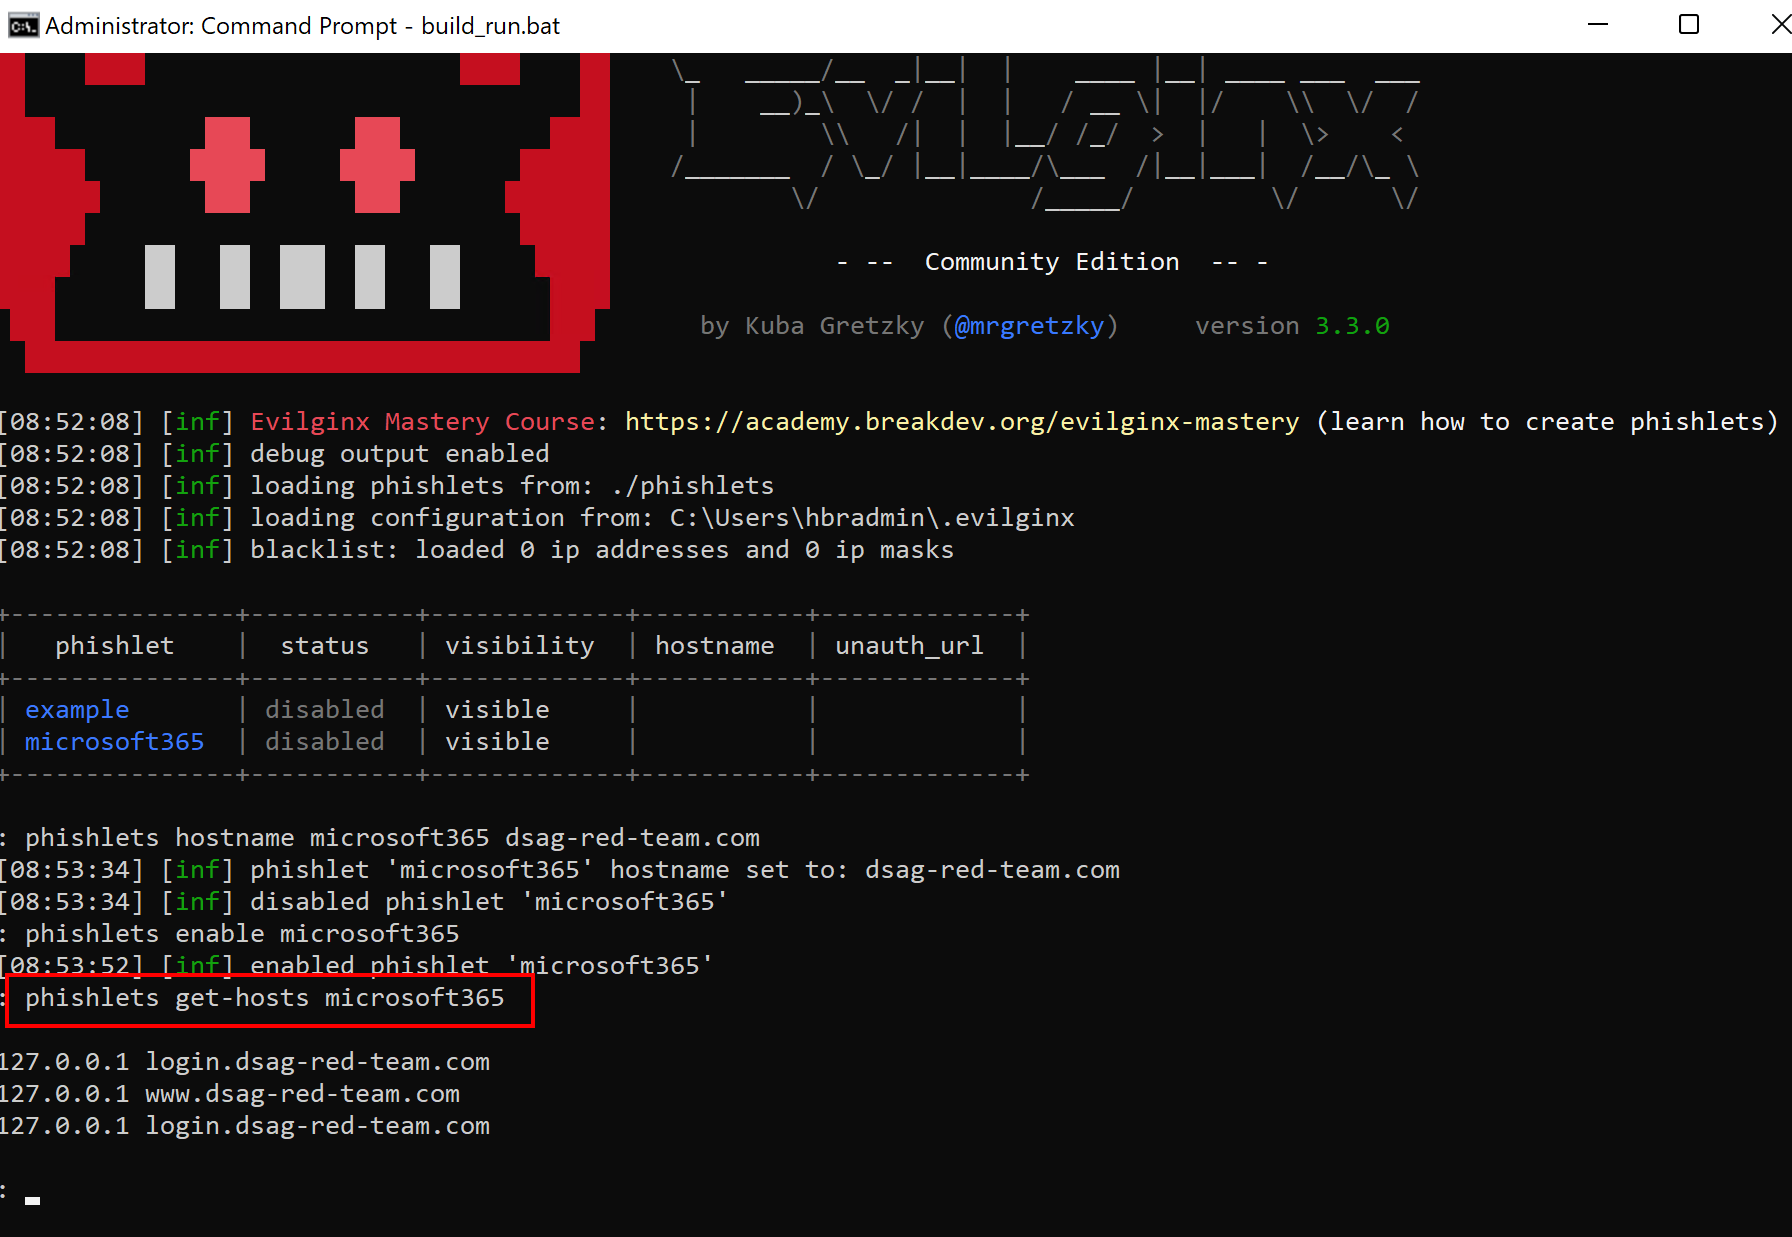 Administrator: Command Prompt - build_run.bat
- -- Community Edition -- -
by Kuba Gretzky (@mrgretzky) version 3.3.0
[08:52:08] [inf] Evilginx Mastery Course: https://academy.breakdev.org/evilginx-mastery (learn how to create phishlets)
[08:52:08] [inf] debug output enabled
[08:52:08] [inf] loading phishlets from: ./phishlets
[08:52:08] [inf] loading configuration from: C:\Users\hbradmin\.evilginx
[08:52:08] [inf] blacklist: loaded 0 ip addresses and 0 ip masks
+---------------+-----------+-------------+-----------+-------------+
| phishlet | status | visibility | hostname | unauth_url |
+---------------+-----------+-------------+-----------+-------------+
| example | disabled | visible | | |
| microsoft365 | disabled | visible | | |
+---------------+-----------+-------------+-----------+-------------+
: phishlets hostname microsoft365 dsag-red-team.com
[08:53:34] [inf] phishlet 'microsoft365' hostname set to: dsag-red-team.com
[08:53:34] [inf] disabled phishlet 'microsoft365'
: phishlets enable microsoft365
[08:53:52] [inf] enabled phishlet 'microsoft365'
: phishlets get-hosts microsoft365
127.0.0.1 login.dsag-red-team.com
127.0.0.1 www.dsag-red-team.com
127.0.0.1 login.dsag-red-team.com
: